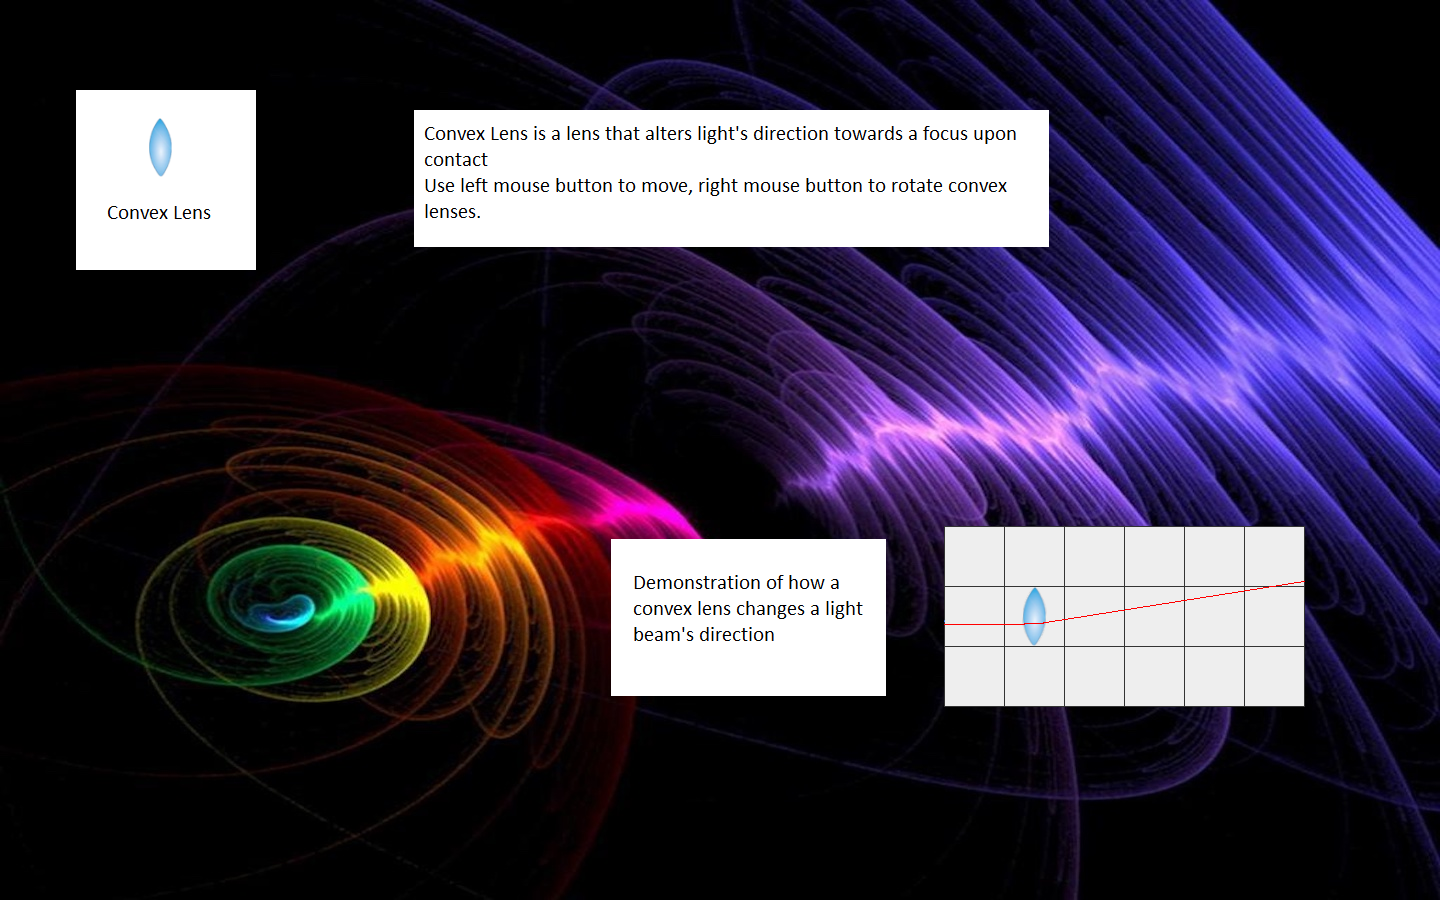 Convex Lens
Convex Lens is a lens that alters light's direction towards a focus upon
contact
Use left mouse button to move, right mouse button to rotate convex
lenses.
Demonstration of how a
convex lens changes a light
beam's direction